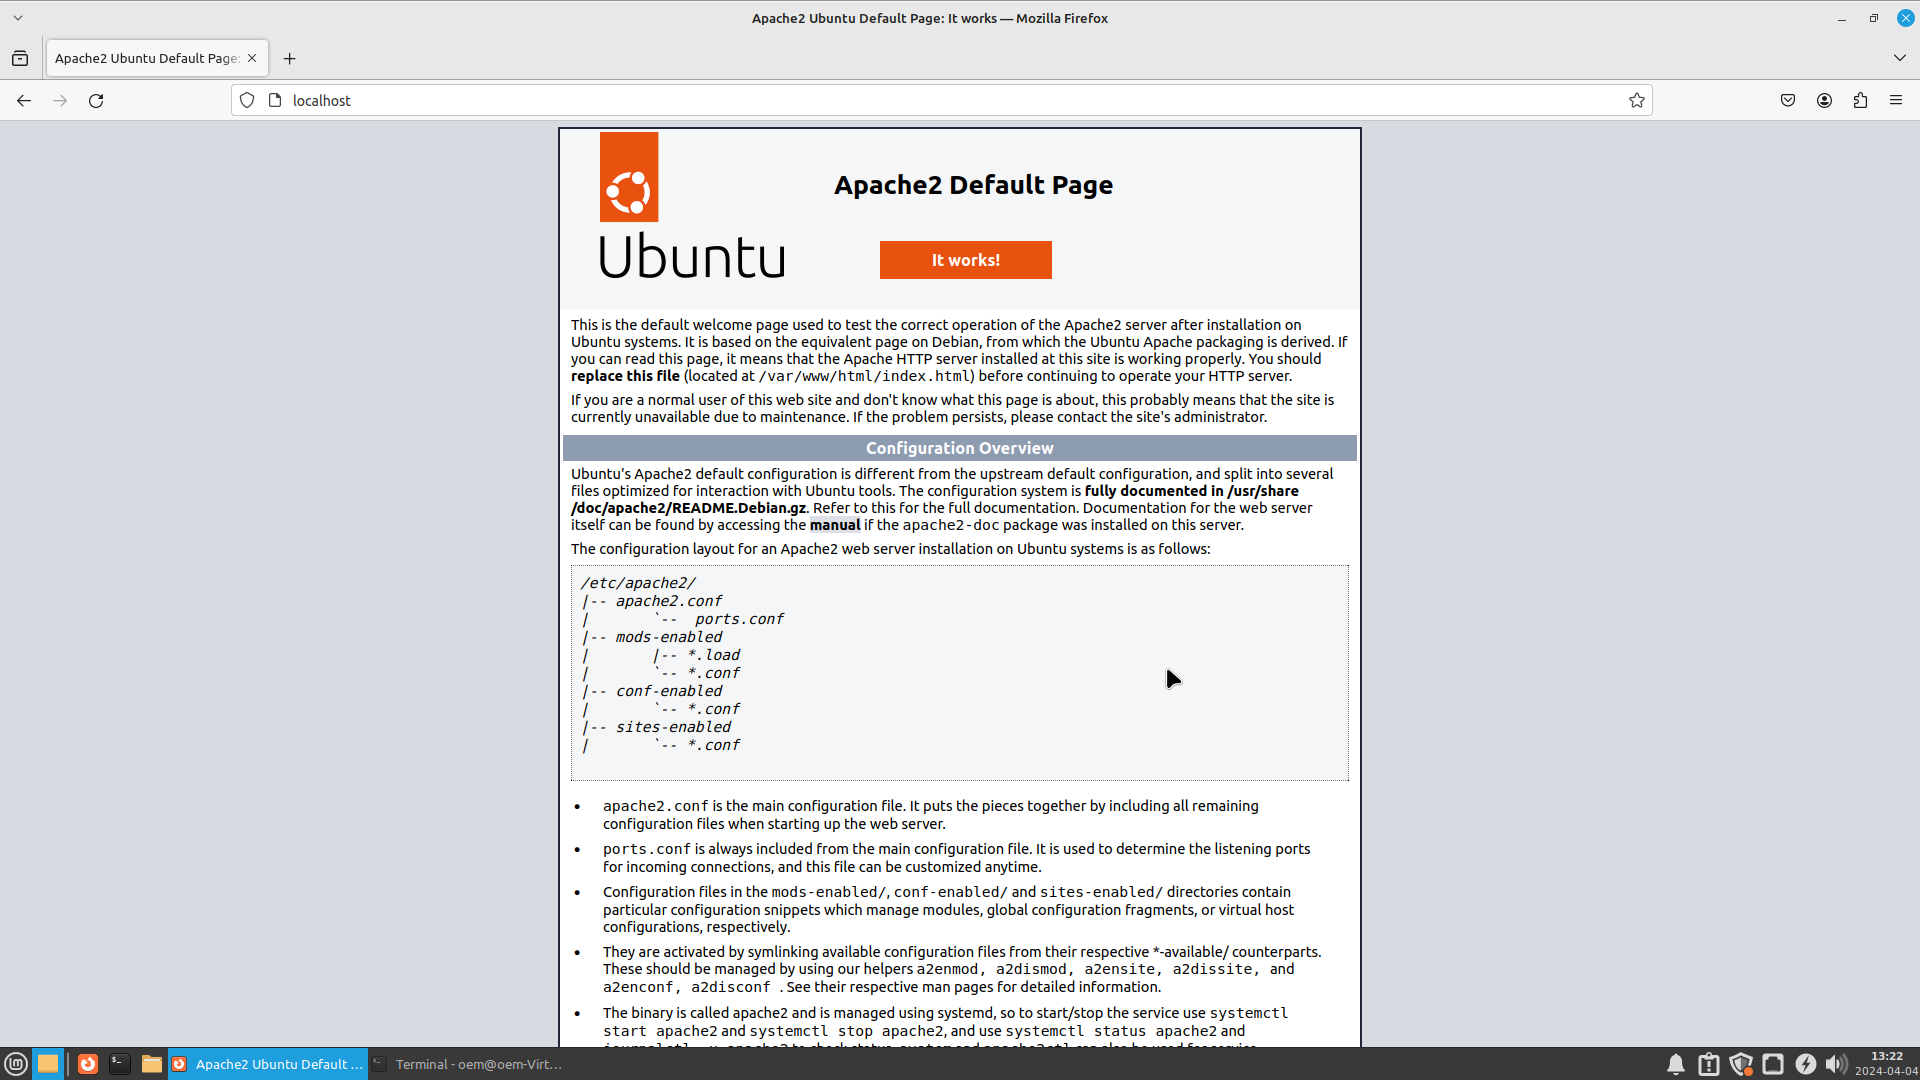 Apache2 Ubuntu Default Page: It works — Mozilla Firefox
Apache2 Ubuntu Default Page:
localhost
Apache2 Default Page
Ubuntu
It works!
This is the default welcome page used to test the correct operation of the Apache2 server after installation on
Ubuntu systems. It is based on the equivalent page on Debian, from which the Ubuntu Apache packaging is derived. If
you can read this page, it means that the Apache HTTP server installed at this site is working properly. You should
replace this file (located at /var/www/html/index.html) before continuing to operate your HTTP server.
If you are a normal user of this web site and don't know what this page is about, this probably means that the site is
currently unavailable due to maintenance. If the problem persists, please contact the site's administrator.
Configuration Overview
Ubuntu's Apache2 default configuration is different from the upstream default configuration, and split into several
files optimized for interaction with Ubuntu tools. The configuration system is fully documented in /usr/share
/doc/apache2/README.Debian.gz. Refer to this for the full documentation. Documentation for the web server
itself can be found by accessing the manual if the apache2-doc package was installed on this server.
The configuration layout for an Apache2 web server installation on Ubuntu systems is as follows:
/etc/apache2/
|-- apache2.conf
|       `--  ports.conf
|-- mods-enabled
|       |-- *.load
|       `-- *.conf
|-- conf-enabled
|       `-- *.conf
|-- sites-enabled
|       `-- *.conf
• apache2.conf is the main configuration file. It puts the pieces together by including all remaining
configuration files when starting up the web server.
• ports.conf is always included from the main configuration file. It is used to determine the listening ports
for incoming connections, and this file can be customized anytime.
• Configuration files in the mods-enabled/, conf-enabled/ and sites-enabled/ directories contain
particular configuration snippets which manage modules, global configuration fragments, or virtual host
configurations, respectively.
• They are activated by symlinking available configuration files from their respective *-available/ counterparts.
These should be managed by using our helpers a2enmod, a2dismod, a2ensite, a2dissite, and
a2enconf, a2disconf . See their respective man pages for detailed information.
• The binary is called apache2 and is managed using systemd, so to start/stop the service use systemctl
start apache2 and systemctl stop apache2, and use systemctl status apache2 and
Apache2 Ubuntu Default ...
Terminal - oem@oem-Virt...
13:22
2024-04-04